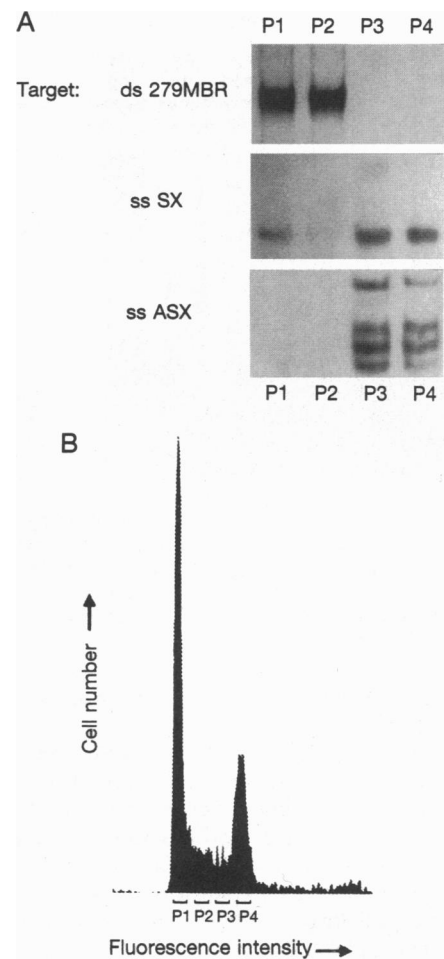 A
P1 P2 P3 P4
Target: ds 279MBR
ss SX
ss ASX
P1 P2 P3 P4
B
Cell number
P1 P2 P3 P4
Fluorescence intensity